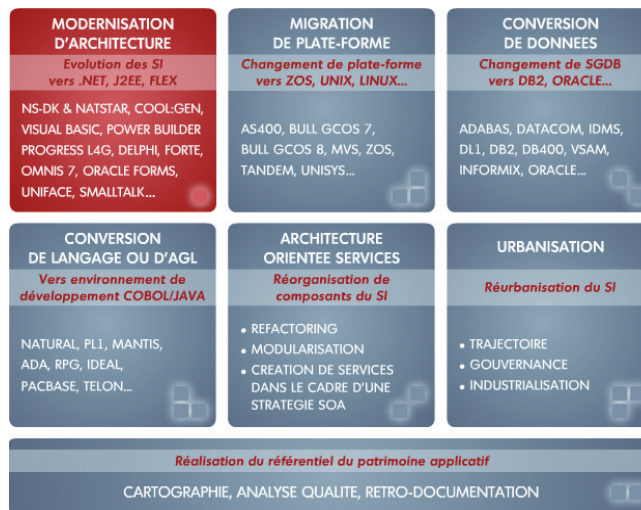 MODERNISATION
D'ARCHITECTURE
Evolution des SI
vers .NET, J2EE, FLEX
NS-DK & NATSTAR, COOL:GEN,
VISUAL BASIC, POWER BUILDER
PROGRESS L4G, DELPHI, FORTE,
OMNIS 7, ORACLE FORMS,
UNIFACE, SMALLTALK...
MIGRATION
DE PLATE-FORME
Changement de plate-forme
vers ZOS, UNIX, LINUX...
AS400, BULL GCOS 7,
BULL GCOS 8, MVS, ZOS,
TANDEM, UNISYS...
CONVERSION
DE DONNEES
Changement de SGDB
vers DB2, ORACLE...
ADABAS, DATACOM, IDMS,
DL1, DB2, DB400, VSAM,
INFORMIX, ORACLE...
CONVERSION
DE LANGAGE OU D'AGL
Vers environnement de
développement COBOL/JAVA
NATURAL, PL1, MANTIS,
ADA, RPG, IDEAL,
PACBASE, TELON...
ARCHITECTURE
ORIENTEE SERVICES
Réorganisation de
composants du SI
• REFACTORING
• MODULARISATION
• CREATION DE SERVICES
DANS LE CADRE D'UNE
STRATEGIE SOA
URBANISATION
Réurbanisation du SI
• TRAJECTOIRE
• GOUVERNANCE
• INDUSTRIALISATION
Réalisation du référentiel du patrimoine applicatif
CARTOGRAPHIE, ANALYSE QUALITE, RETRO-DOCUMENTATION